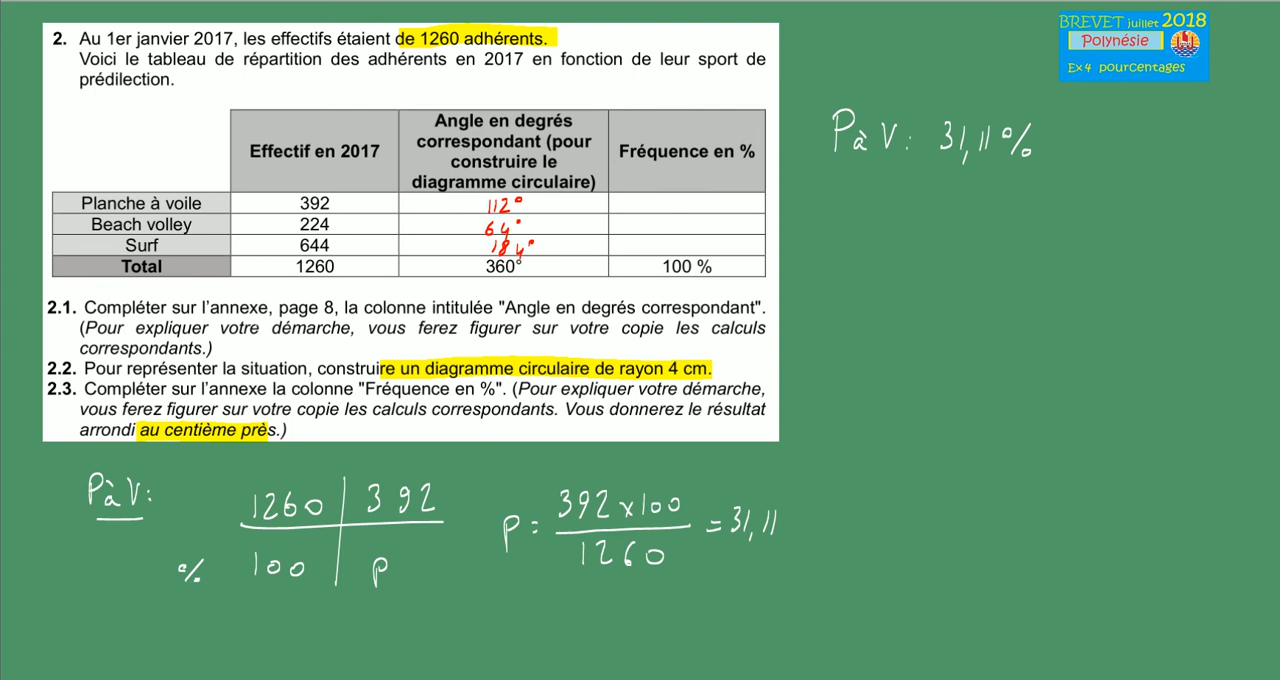 2. Au 1er janvier 2017, les effectifs étaient de 1260 adhérents.
Voici le tableau de répartition des adhérents en 2017 en fonction de leur sport de
prédilection.
Effectif en 2017
Angle en degrés
correspondant (pour
construire le
diagramme circulaire)
Fréquence en %
Planche à voile 392 112°
Beach volley 224 64°
Surf 644 184°
Total 1260 360° 100 %
2.1. Compléter sur l'annexe, page 8, la colonne intitulée "Angle en degrés correspondant".
(Pour expliquer votre démarche, vous ferez figurer sur votre copie les calculs
correspondants.)
2.2. Pour représenter la situation, construire un diagramme circulaire de rayon 4 cm.
2.3. Compléter sur l'annexe la colonne "Fréquence en %". (Pour expliquer votre démarche,
vous ferez figurer sur votre copie les calculs correspondants. Vous donnerez le résultat
arrondi au centième près.)
BREVET juillet 2018
Polynésie
Ex4 pourcentages
PàV: 31,11%
PàV:
1260 392
% 100 P
P = 392 x 100 / 1260 = 31,11